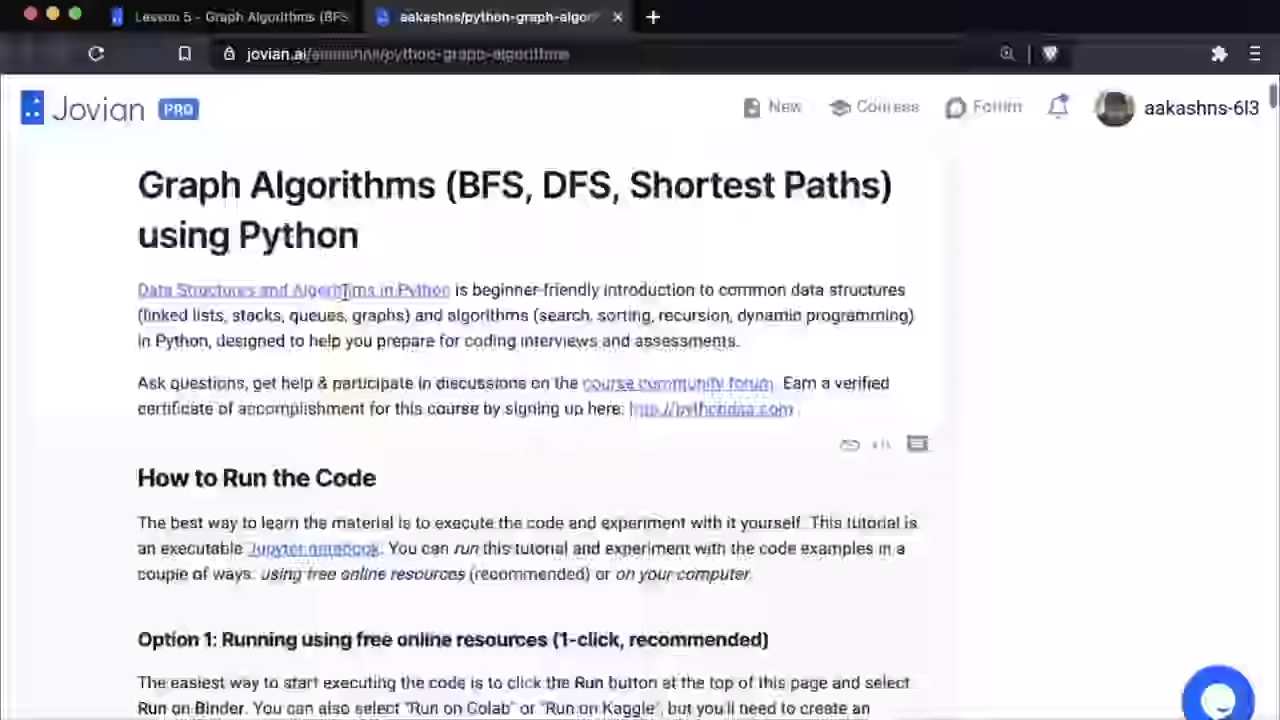 Lesson 5 - Graph Algorithms (BFS
aakashns/python-graph-algor
jovian.ai/aakashns/python-graph-algorithms
Jovian PRO
New
Courses
Forum
aakashns-6l3
Graph Algorithms (BFS, DFS, Shortest Paths)
using Python
Data Structures and Algorithms in Python is beginner-friendly introduction to common data structures
(linked lists, stacks, queues, graphs) and algorithms (search, sorting, recursion, dynamic programming)
in Python, designed to help you prepare for coding interviews and assessments.
Ask questions, get help & participate in discussions on the course community forum. Earn a verified
certificate of accomplishment for this course by signing up here: http://pythondsa.com
How to Run the Code
The best way to learn the material is to execute the code and experiment with it yourself. This tutorial is
an executable Jupyter notebook. You can run this tutorial and experiment with the code examples in a
couple of ways: using free online resources (recommended) or on your computer.
Option 1: Running using free online resources (1-click, recommended)
The easiest way to start executing the code is to click the Run button at the top of this page and select
Run on Binder. You can also select "Run on Colab" or "Run on Kaggle", but you'll need to create an